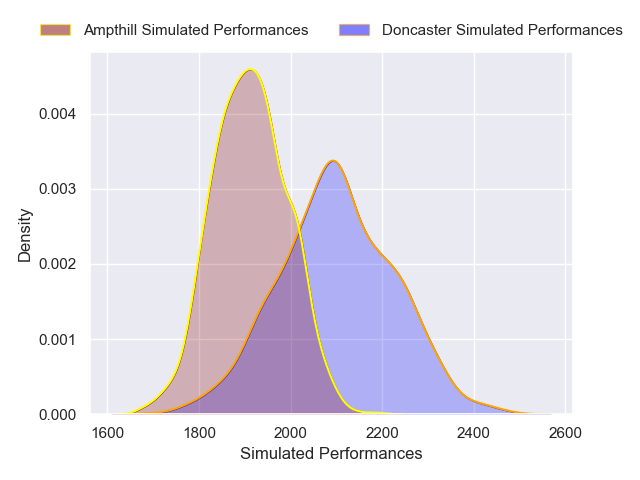 Ampthill Simulated Performances
Doncaster Simulated Performances
Density
0.004
0.003
0.002
0.001
0.000
1600
1800
2000
2200
2400
2600
Simulated Performances